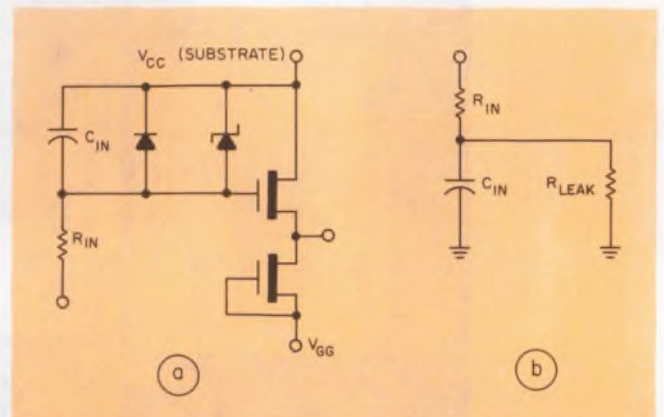 V_CC (SUBSTRATE)
C_IN
R_IN
V_GG
a
R_IN
C_IN
R_LEAK
b